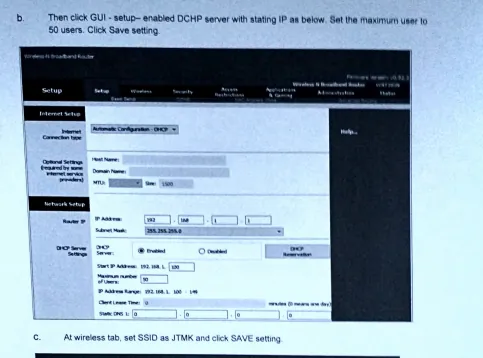 b. Then click GUI - setup– enabled DCHP server with stating IP as below. Set the maximum user to
50 users. Click Save setting.
Wireless-N Broadband Router
Wireless-N Broadband Router
Setup
Setup Wireless Security Access Restrictions Applications & Gaming Administration Status
Basic Setup
Internet Setup
Internet Connection type
Automatic Configuration - DHCP
Help...
Optional Settings
(required by some
internet service
providers)
Host Name:
Domain Name:
MTU: Size: 1500
Network Setup
Router IP
IP Address: 192 . 168 . 1 . 1
Subnet Mask: 255.255.255.0
DHCP Server Settings
DHCP Server: Enabled Disabled DHCP Reservation
Start IP Address: 192.168.1. 100
Maximum number of Users: 50
IP Address Range: 192.168.1. 100 - 149
Client Lease Time: 0 minutes (0 means one day)
Static DNS 1: 0 . 0 . 0 . 0
C. At wireless tab, set SSID as JTMK and click SAVE setting.